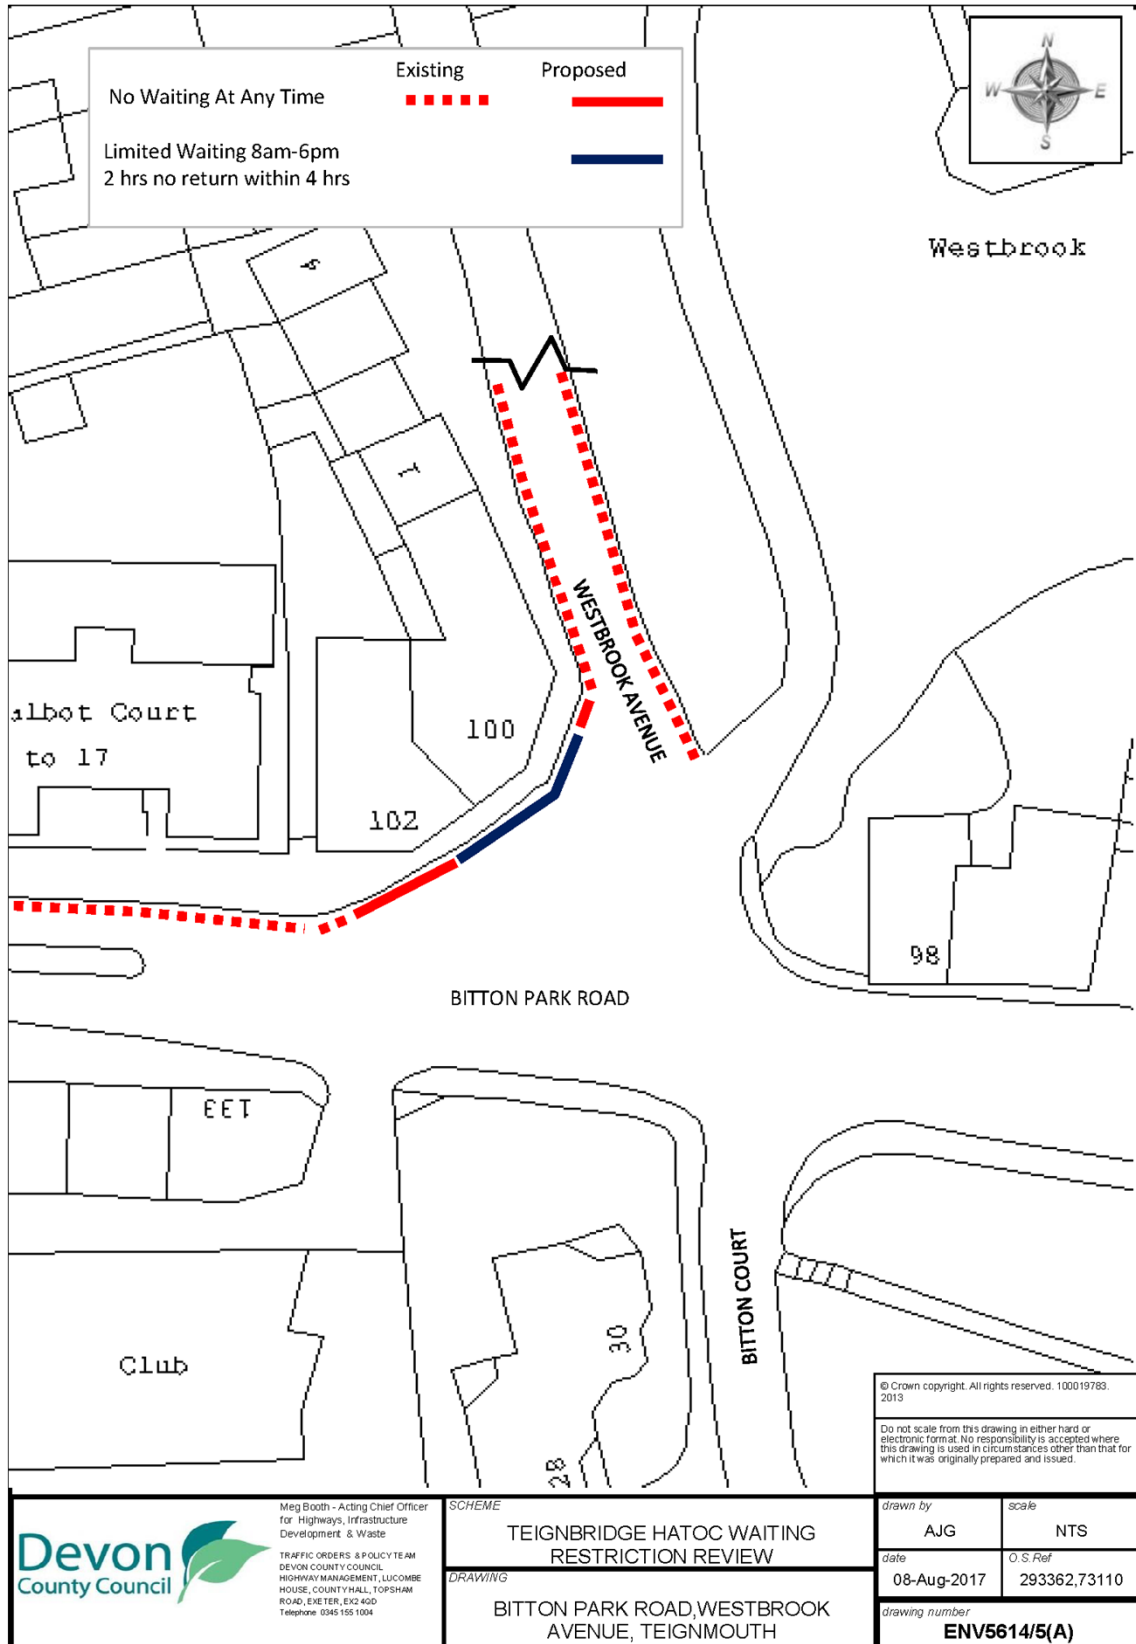 Existing Proposed
No Waiting At Any Time
Limited Waiting 8am-6pm
2 hrs no return within 4 hrs
N
W E
S
Westbrook
4
1
WESTBROOK AVENUE
albot Court
to 17
100
102
98
BITTON PARK ROAD
133
BITTON COURT
30
Club
28
© Crown copyright. All rights reserved. 100019783.
2013
Do not scale from this drawing in either hard or
electronic format. No responsibility is accepted where
this drawing is used in circumstances other than that for
which it was originally prepared and issued.
Devon
County Council
Meg Booth - Acting Chief Officer
for Highways, Infrastructure
Development & Waste
TRAFFIC ORDERS & POLICY TEAM
DEVON COUNTY COUNCIL
HIGHWAY MANAGEMENT, LUCOMBE
HOUSE, COUNTY HALL, TOPSHAM
ROAD, EXETER, EX2 4QD
Telephone 0345 155 1004
SCHEME
TEIGNBRIDGE HATOC WAITING
RESTRICTION REVIEW
DRAWING
BITTON PARK ROAD,WESTBROOK
AVENUE, TEIGNMOUTH
drawn by scale
AJG NTS
date O.S.Ref
08-Aug-2017 293362,73110
drawing number
ENV5614/5(A)